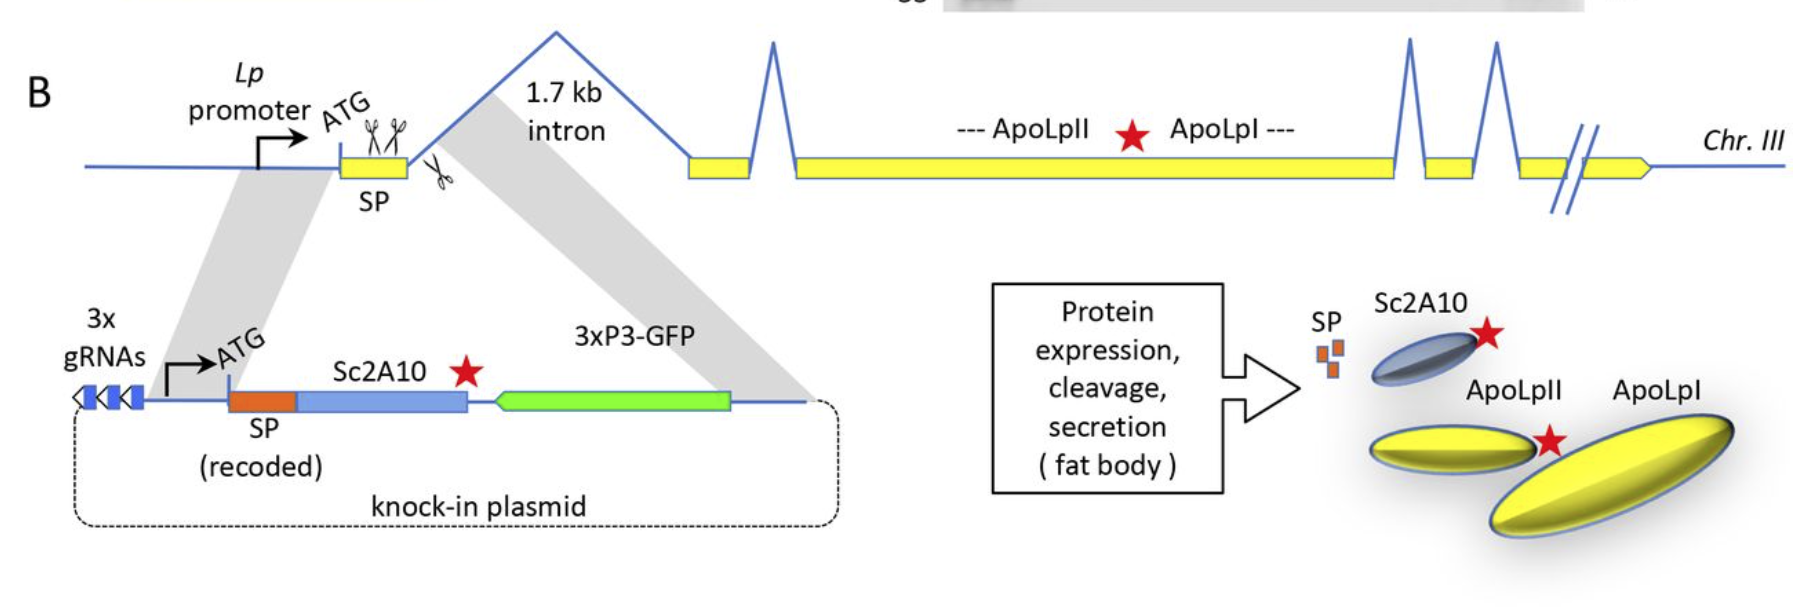 B
Lp
promoter
ATG
SP
1.7 kb
intron
--- ApoLpII
ApoLpI ---
Chr. III
3x
gRNAs
ATG
Sc2A10
3xP3-GFP
SP
(recoded)
knock-in plasmid
Protein
expression,
cleavage,
secretion
( fat body )
SP
Sc2A10
ApoLpII
ApoLpI